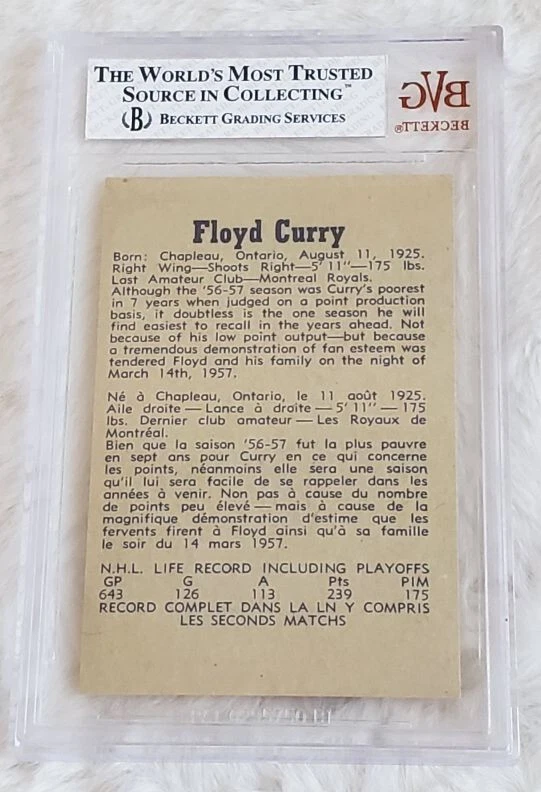 THE WORLD'S MOST TRUSTED
SOURCE IN COLLECTING™
(B) BECKETT GRADING SERVICES
BVG
BECKETT®
Floyd Curry
Born: Chapleau, Ontario, August 11, 1925.
Right Wing—Shoots Right—5' 11"—175 lbs.
Last Amateur Club—Montreal Royals.
Although the '56-57 season was Curry's poorest
in 7 years when judged on a point production
basis, it doubtless is the one season he will
find easiest to recall in the years ahead. Not
because of his low point output—but because
a tremendous demonstration of fan esteem was
tendered Floyd and his family on the night of
March 14th, 1957.
Né à Chapleau, Ontario, le 11 août 1925.
Aile droite — Lance à droite — 5' 11" — 175
lbs. Dernier club amateur — Les Royaux de
Montréal.
Bien que la saison '56-57 fut la plus pauvre
en sept ans pour Curry en ce qui concerne
les points, néanmoins elle sera une saison
qu'il lui sera facile de se rappeler dans les
années à venir. Non pas à cause du nombre
de points peu élevé — mais à cause de la
magnifique démonstration d'estime que les
fervents firent à Floyd ainsi qu'à sa famille
le soir du 14 mars 1957.
N.H.L. LIFE RECORD INCLUDING PLAYOFFS
GP G A Pts PIM
643 126 113 239 175
RECORD COMPLET DANS LA LN Y COMPRIS
LES SECONDS MATCHS